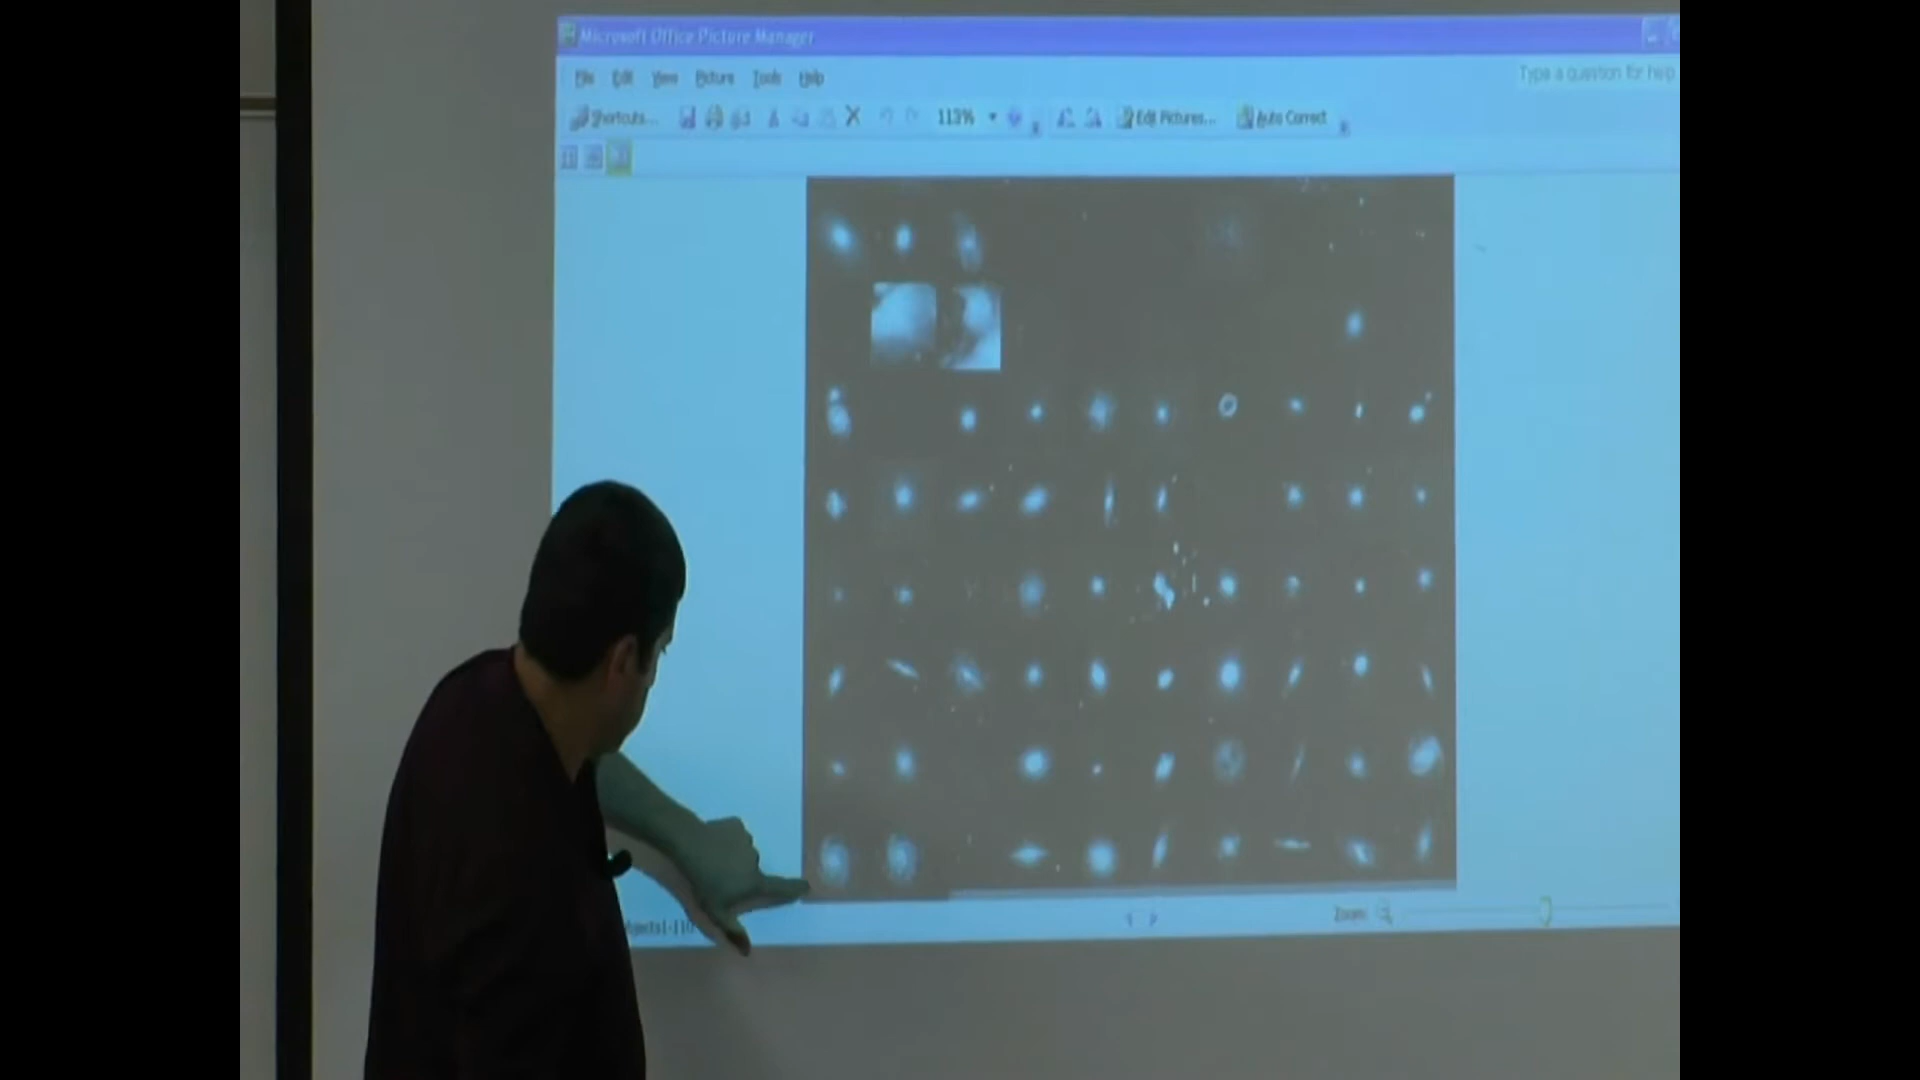 Microsoft Office Picture Manager
File Edit View Picture Tools Help
Type a question for help
Shortcuts... 113% Edit Pictures... Auto Correct
Zoom: